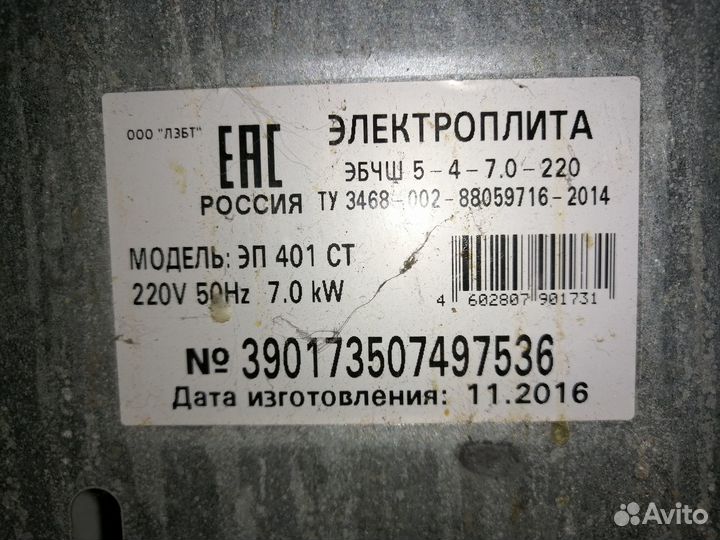 ООО "ЛЗБТ"
ЕАС
ЭЛЕКТРОПЛИТА
ЭБЧШ 5-4-7.0-220
РОССИЯ ТУ 3468-002-88059716-2014
МОДЕЛЬ: ЭП 401 СТ
220V 50Hz 7.0 kW
4 602807 901731
№ 390173507497536
Дата изготовления: 11.2016
Avito